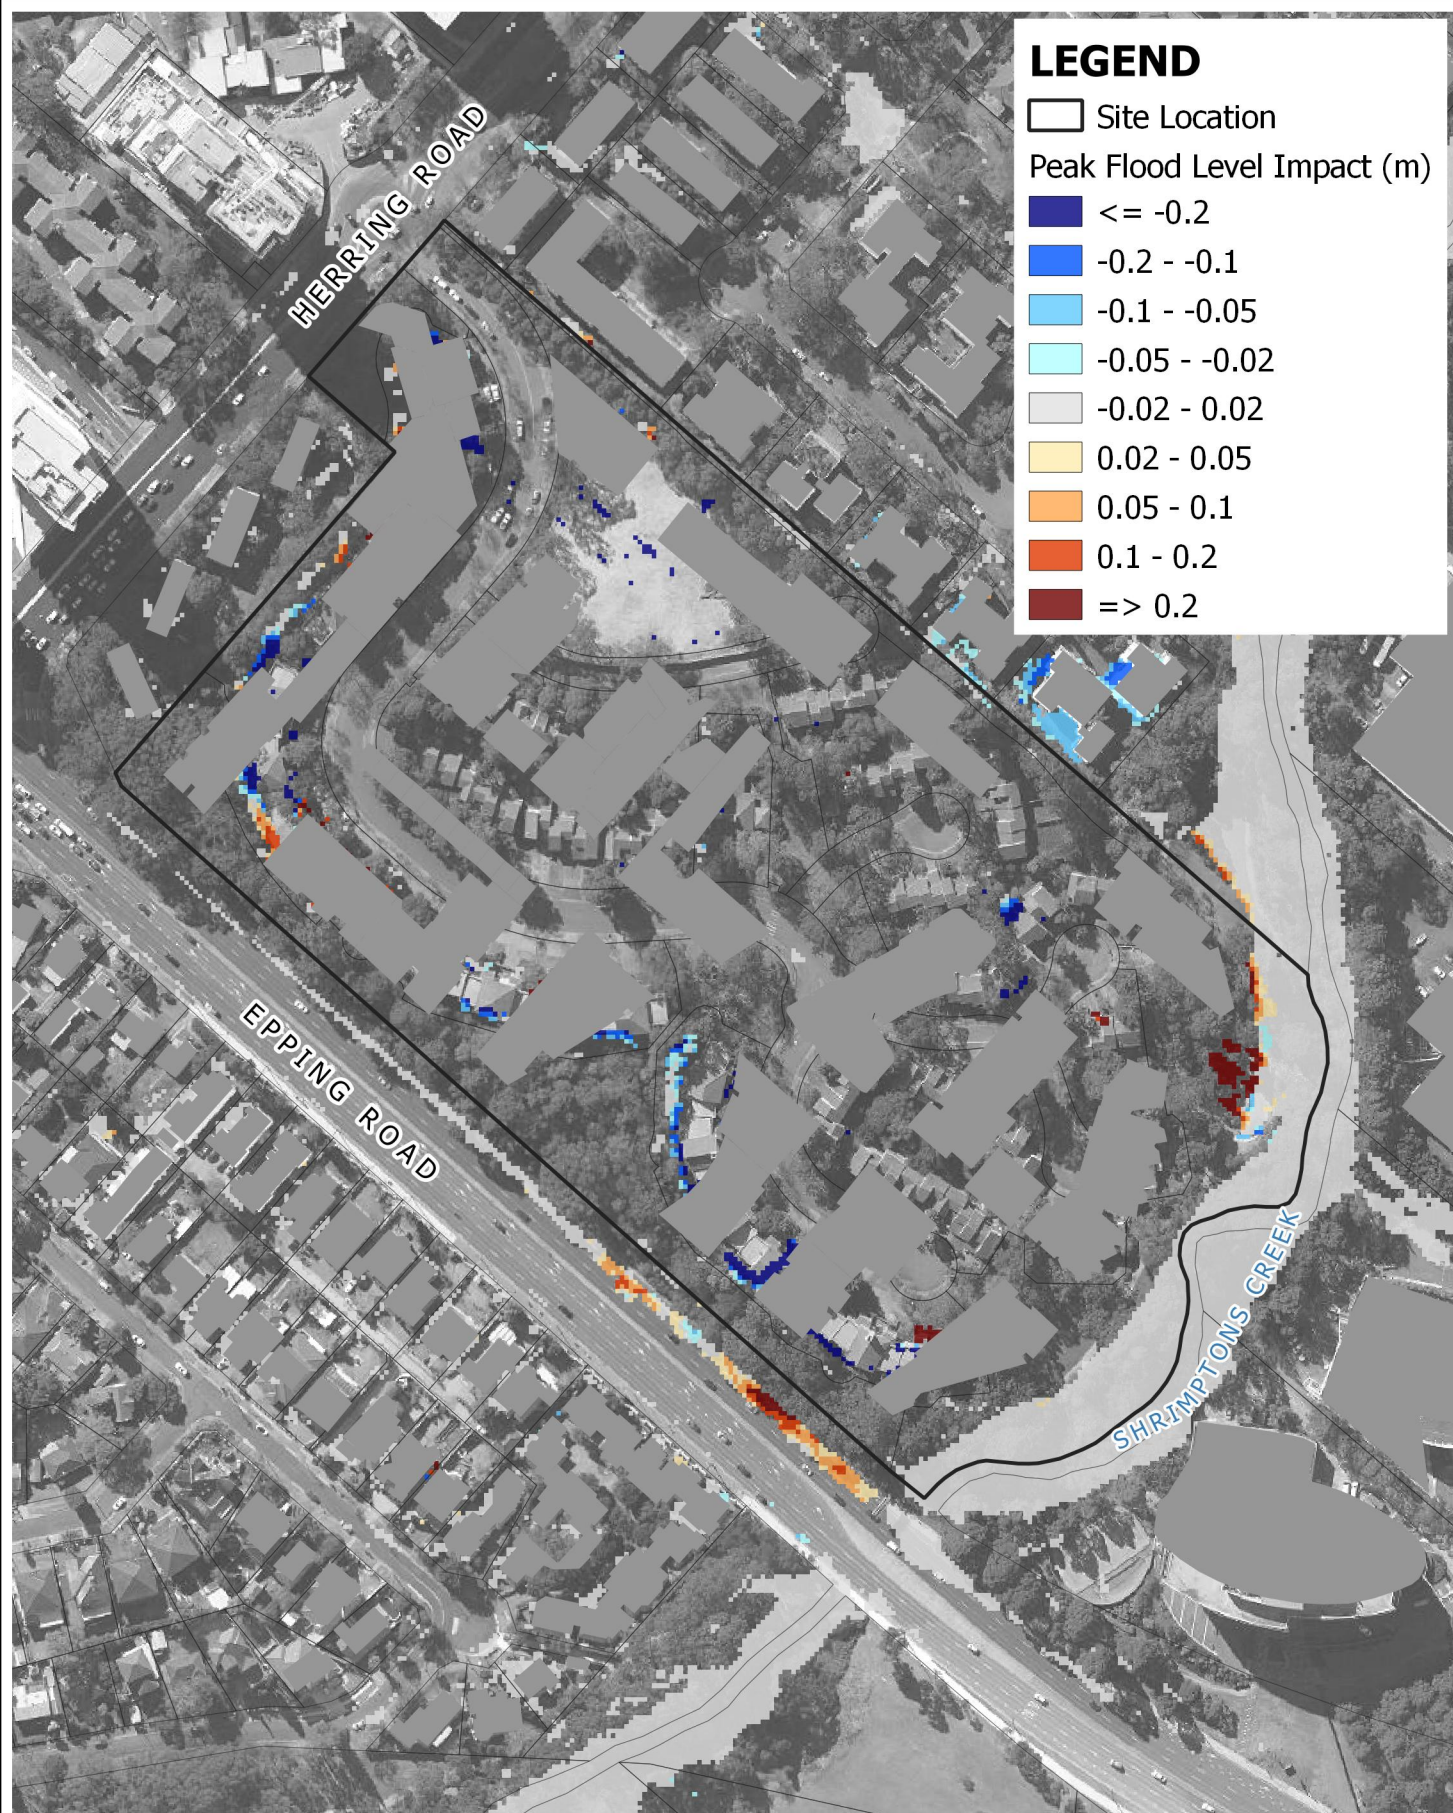 LEGEND
Site Location
Peak Flood Level Impact (m)
<= -0.2
-0.2 - -0.1
-0.1 - -0.05
-0.05 - -0.02
-0.02 - 0.02
0.02 - 0.05
0.05 - 0.1
0.1 - 0.2
=> 0.2
HERRING ROAD
EPPING ROAD
SHRIMPTONS CREEK